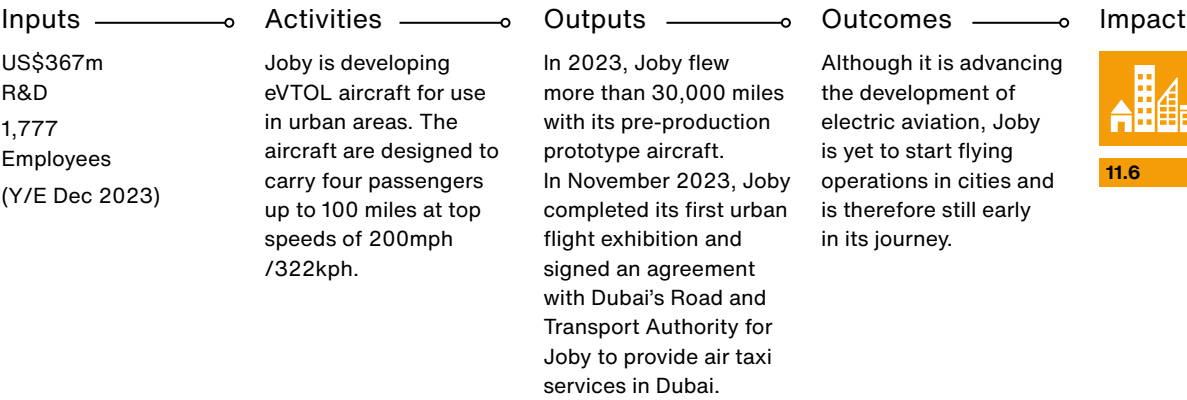 Inputs
US$367m
R&D
1,777
Employees
(Y/E Dec 2023)
Activities
Joby is developing
eVTOL aircraft for use
in urban areas. The
aircraft are designed to
carry four passengers
up to 100 miles at top
speeds of 200mph
/322kph.
Outputs
In 2023, Joby flew
more than 30,000 miles
with its pre-production
prototype aircraft.
In November 2023, Joby
completed its first urban
flight exhibition and
signed an agreement
with Dubai's Road and
Transport Authority for
Joby to provide air taxi
services in Dubai.
Outcomes
Although it is advancing
the development of
electric aviation, Joby
is yet to start flying
operations in cities and
is therefore still early
in its journey.
Impact
11.6